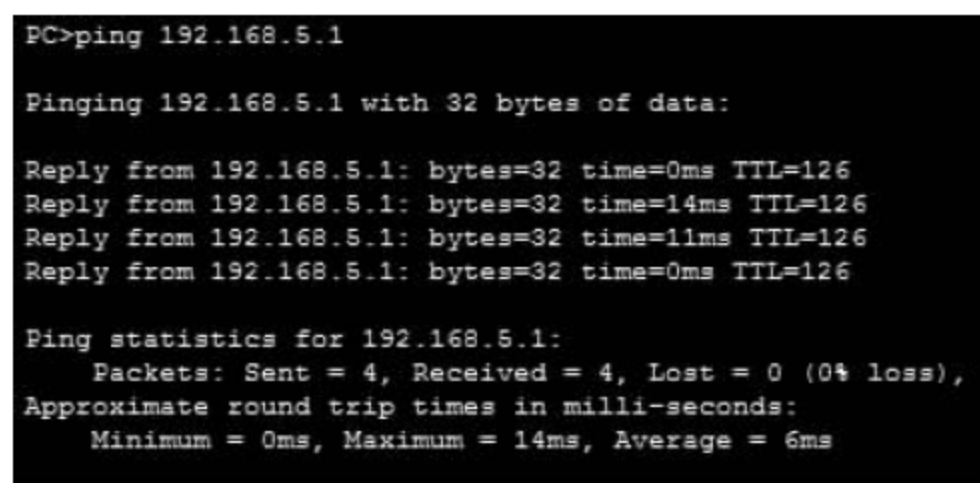 PC>ping 192.168.5.1
Pinging 192.168.5.1 with 32 bytes of data:
Reply from 192.168.5.1: bytes=32 time=0ms TTL=126
Reply from 192.168.5.1: bytes=32 time=14ms TTL=126
Reply from 192.168.5.1: bytes=32 time=11ms TTL=126
Reply from 192.168.5.1: bytes=32 time=0ms TTL=126
Ping statistics for 192.168.5.1:
Packets: Sent = 4, Received = 4, Lost = 0 (0% loss),
Approximate round trip times in milli-seconds:
Minimum = 0ms, Maximum = 14ms, Average = 6ms